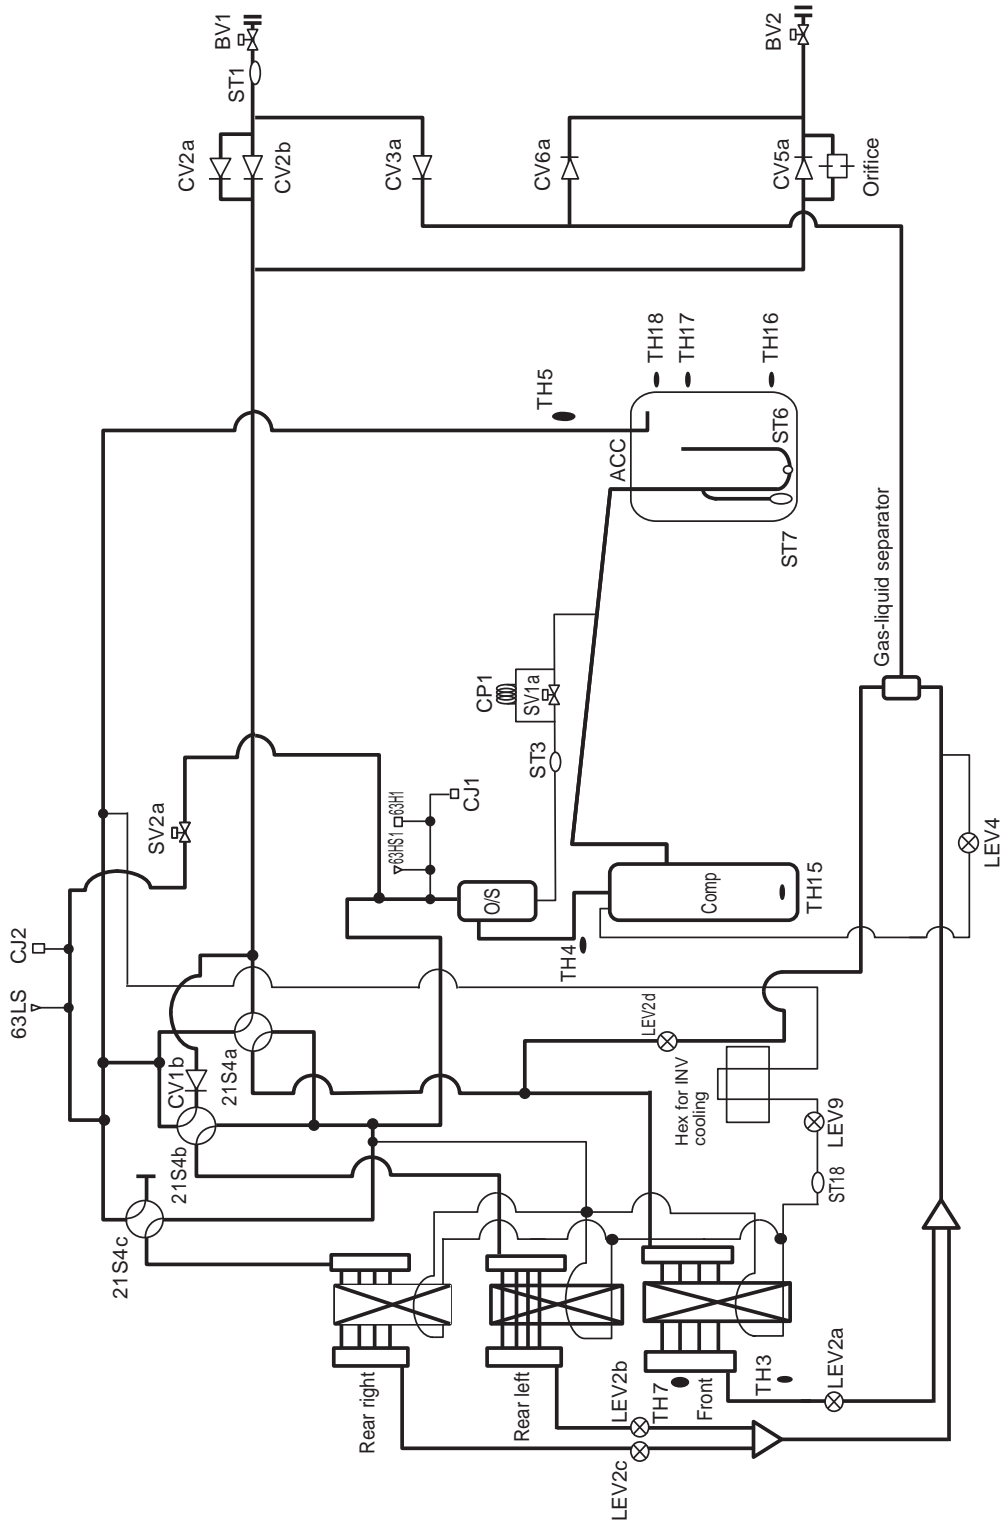 BV1
ST1
CV2a
CV2b
CV3a
CV6a
BV2
CV5a
Orifice
TH18
TH17
TH16
TH5
ACC
ST6
ST7
Gas-liquid separator
CP1
SV1a
ST3
SV2a
63HS1
63H1
CJ1
O/S
Comp
TH15
TH4
LEV4
CJ2
63LS
CV1b
21S4a
21S4b
21S4c
LEV2d
Hex for INV
cooling
LEV9
ST18
Rear right
Rear left
Front
TH7
TH3
LEV2a
LEV2b
LEV2c